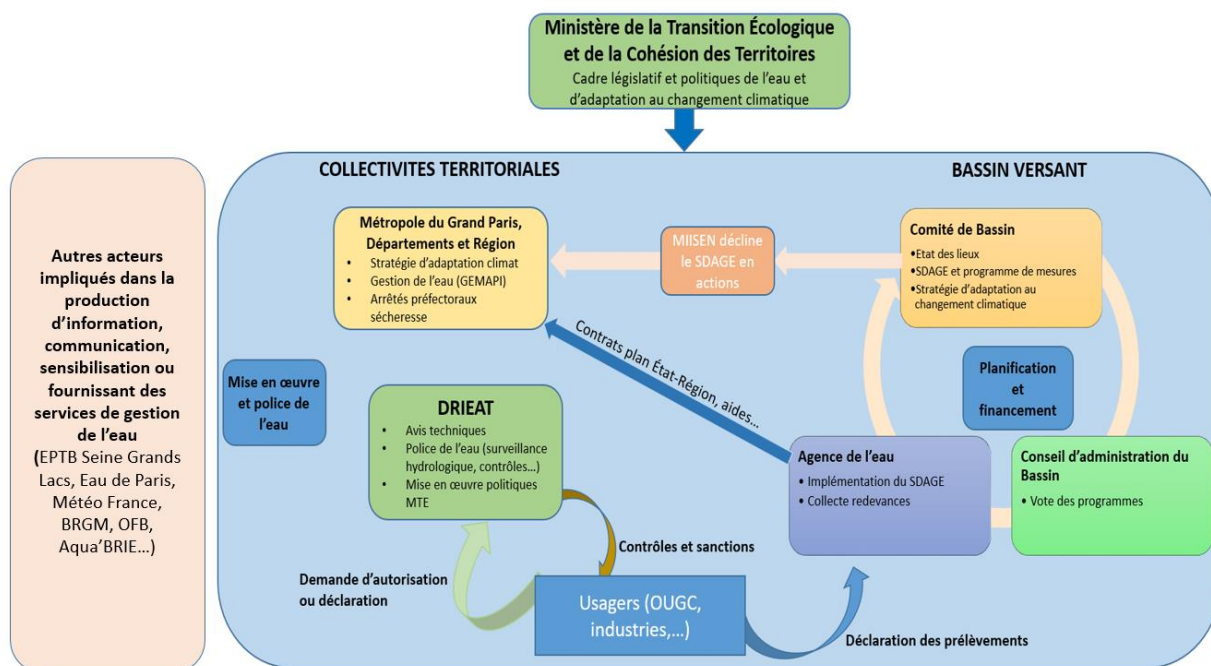 Ministère de la Transition Écologique
et de la Cohésion des Territoires
Cadre législatif et politiques de l'eau et
d'adaptation au changement climatique
Autres acteurs
impliqués dans la
production
d'information,
communication,
sensibilisation ou
fournissant des
services de gestion
de l'eau
(EPTB Seine Grands
Lacs, Eau de Paris,
Météo France,
BRGM, OFB,
Aqua'BRIE…)
COLLECTIVITES TERRITORIALES
BASSIN VERSANT
Métropole du Grand Paris,
Départements et Région
• Stratégie d'adaptation climat
• Gestion de l'eau (GEMAPI)
• Arrêtés préfectoraux
sécheresse
MIISEN décline
le SDAGE en
actions
Comité de Bassin
•Etat des lieux
•SDAGE et programme de mesures
•Stratégie d'adaptation au
changement climatique
Contrats plan État-Région, aides…
Mise en œuvre
et police de
l'eau
Planification
et
financement
DRIEAT
• Avis techniques
• Police de l'eau (surveillance
hydrologique, contrôles…)
• Mise en œuvre politiques
MTE
Agence de l'eau
• Implémentation du SDAGE
• Collecte redevances
Conseil d'administration du
Bassin
• Vote des programmes
Contrôles et sanctions
Demande d'autorisation
ou déclaration
Usagers (OUGC,
industries,…)
Déclaration des prélèvements